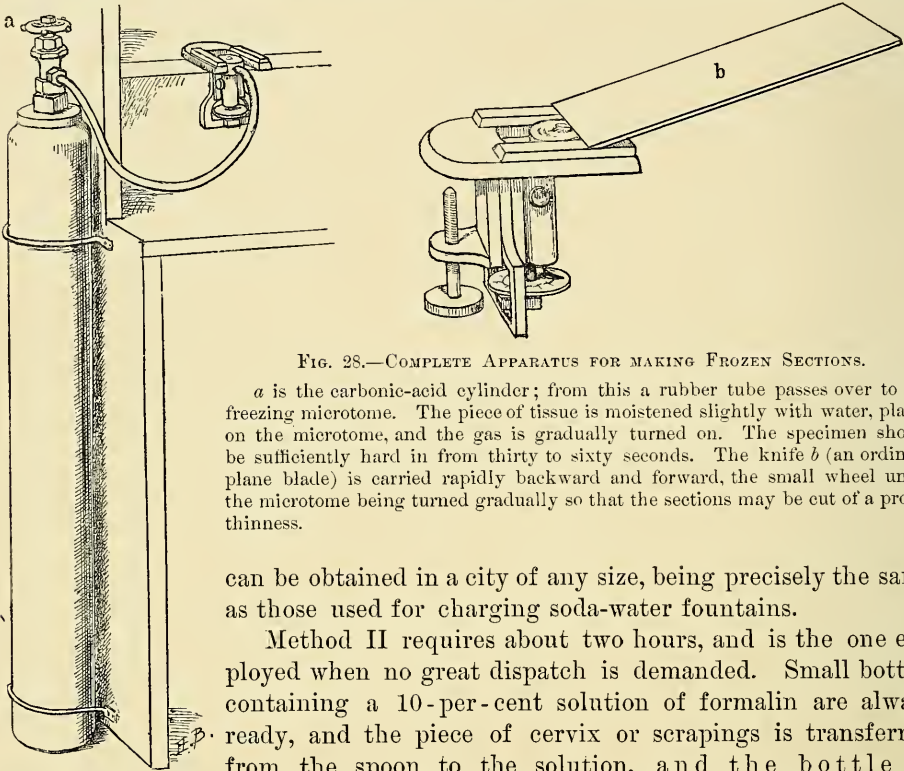 a
b
FIG. 28.—COMPLETE APPARATUS FOR MAKING FROZEN SECTIONS.
a is the carbonic-acid cylinder; from this a rubber tube passes over to
freezing microtome. The piece of tissue is moistened slightly with water, pla
on the microtome, and the gas is gradually turned on. The specimen sho
be sufficiently hard in from thirty to sixty seconds. The knife b (an ordin
plane blade) is carried rapidly backward and forward, the small wheel un
the microtome being turned gradually so that the sections may be cut of a pro
thinness.
can be obtained in a city of any size, being precisely the sa
as those used for charging soda-water fountains.
Method II requires about two hours, and is the one e
ployed when no great dispatch is demanded. Small bott
containing a 10-per-cent solution of formalin are alwa
ready, and the piece of cervix or scrapings is transferr
from the spoon to the solution, and the bottle